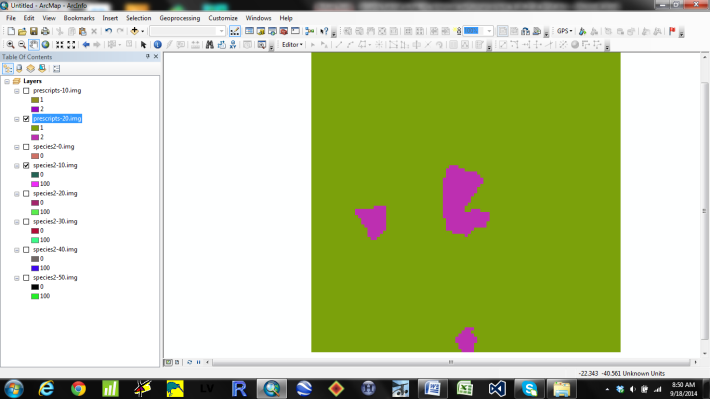 Untitled - ArcMap - ArcInfo
File Edit View Bookmarks Insert Selection Geoprocessing Customize Windows Help
GPS
Editor
Table Of Contents
Layers
prescripts-10.img
1
2
prescripts-20.img
1
2
species2-0.img
0
species2-10.img
0
100
species2-20.img
0
100
species2-30.img
0
100
species2-40.img
0
100
species2-50.img
0
100
-22.343 -40.561 Unknown Units
LV
R
8:50 AM
9/18/2014